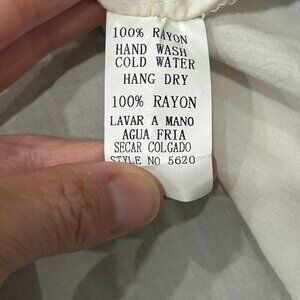 100% RAYON
HAND WASH
COLD WATER
HANG DRY
100% RAYON
LAVAR A MANO
AGUA FRIA
SECAR COLGADO
STYLE NO 5620